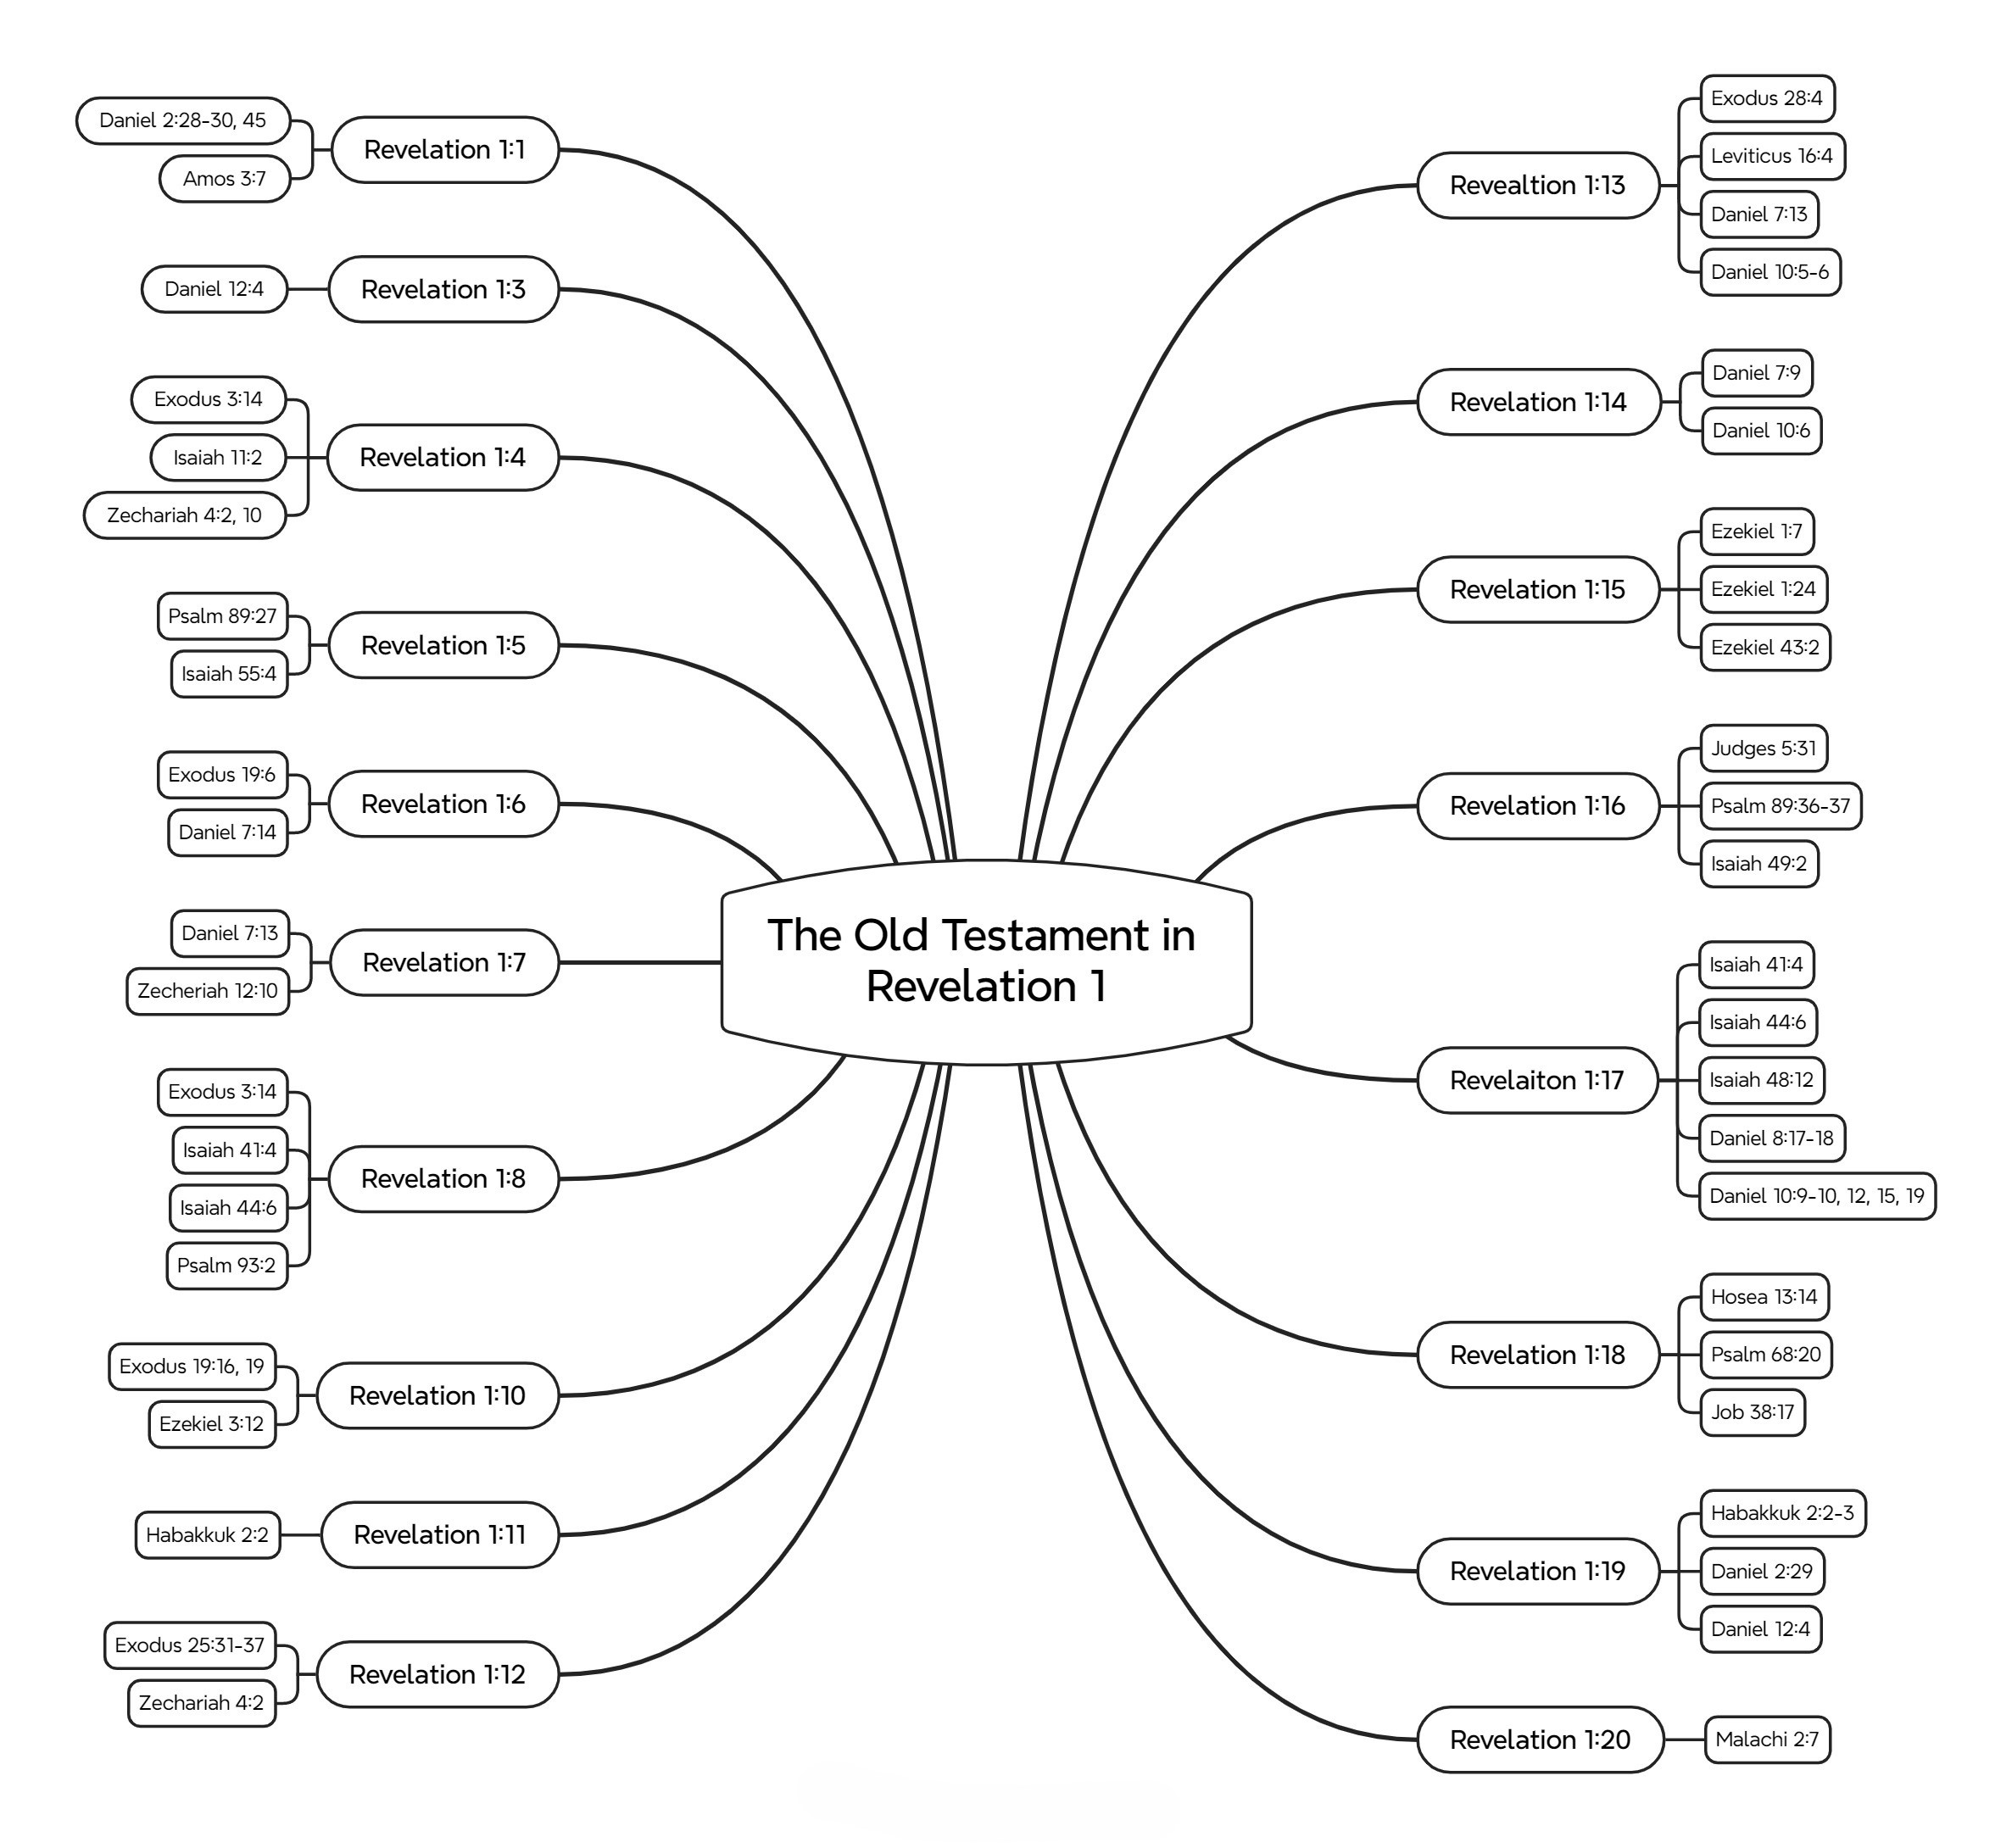 The Old Testament in
Revelation 1
Revelation 1:1
Daniel 2:28-30, 45
Amos 3:7
Revelation 1:3
Daniel 12:4
Revelation 1:4
Exodus 3:14
Isaiah 11:2
Zechariah 4:2, 10
Revelation 1:5
Psalm 89:27
Isaiah 55:4
Revelation 1:6
Exodus 19:6
Daniel 7:14
Revelation 1:7
Daniel 7:13
Zecheriah 12:10
Revelation 1:8
Exodus 3:14
Isaiah 41:4
Isaiah 44:6
Psalm 93:2
Revelation 1:10
Exodus 19:16, 19
Ezekiel 3:12
Revelation 1:11
Habakkuk 2:2
Revelation 1:12
Exodus 25:31-37
Zechariah 4:2
Revealtion 1:13
Exodus 28:4
Leviticus 16:4
Daniel 7:13
Daniel 10:5-6
Revelation 1:14
Daniel 7:9
Daniel 10:6
Revelation 1:15
Ezekiel 1:7
Ezekiel 1:24
Ezekiel 43:2
Revelation 1:16
Judges 5:31
Psalm 89:36-37
Isaiah 49:2
Revelaiton 1:17
Isaiah 41:4
Isaiah 44:6
Isaiah 48:12
Daniel 8:17-18
Daniel 10:9-10, 12, 15, 19
Revelation 1:18
Hosea 13:14
Psalm 68:20
Job 38:17
Revelation 1:19
Habakkuk 2:2-3
Daniel 2:29
Daniel 12:4
Revelation 1:20
Malachi 2:7